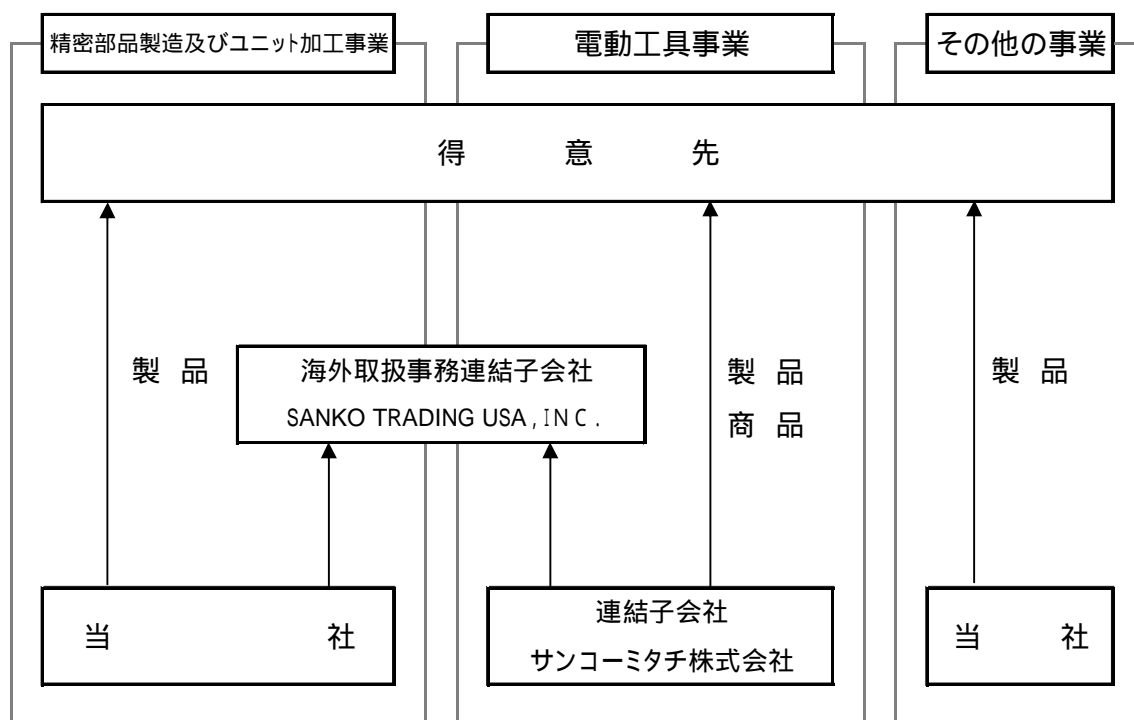 精密部品製造及びユニット加工事業
電動工具事業
その他の事業
得意先
製品
海外取扱事務連結子会社
SANKO TRADING USA,INC.
製品
商品
製品
当社
連結子会社
サンコーミタチ株式会社
当社